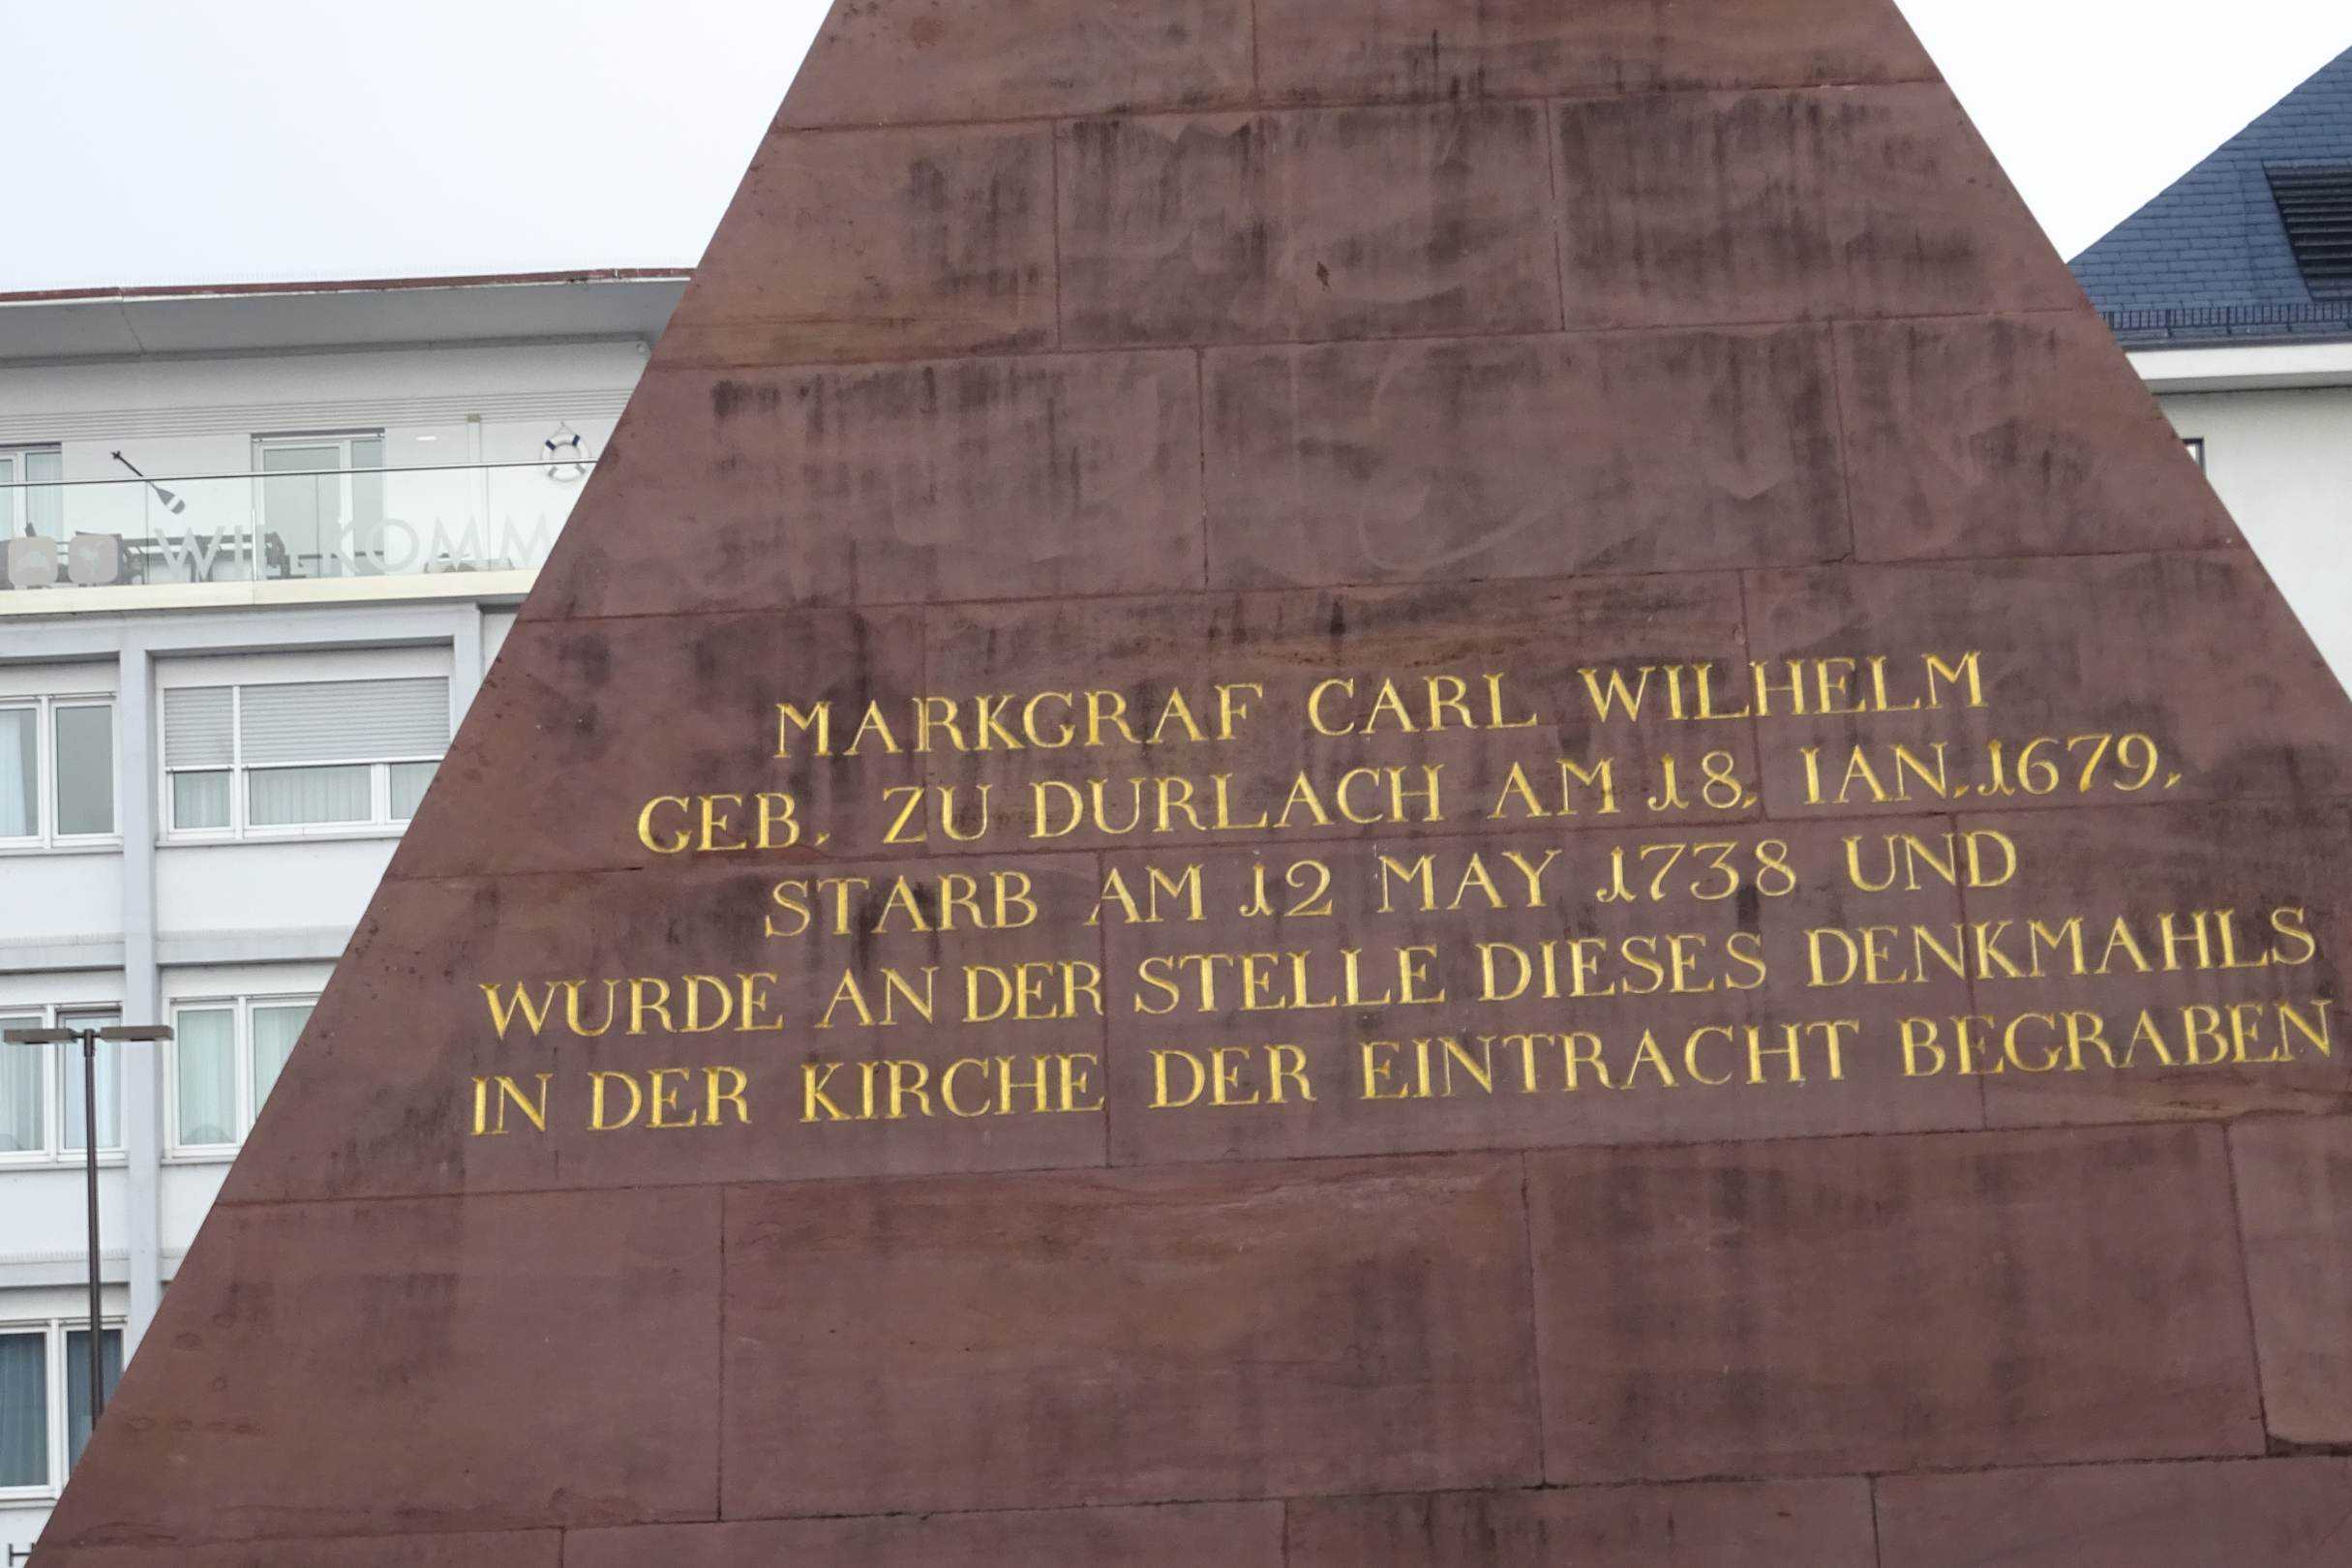 WILLKOMM
MARKGRAF CARL WILHELM
GEB. ZU DURLACH AM 18. IAN. 1679,
STARB AM 12 MAY 1738 UND
WURDE AN DER STELLE DIESES DENKMAHLS
IN DER KIRCHE DER EINTRACHT BEGRABEN
H